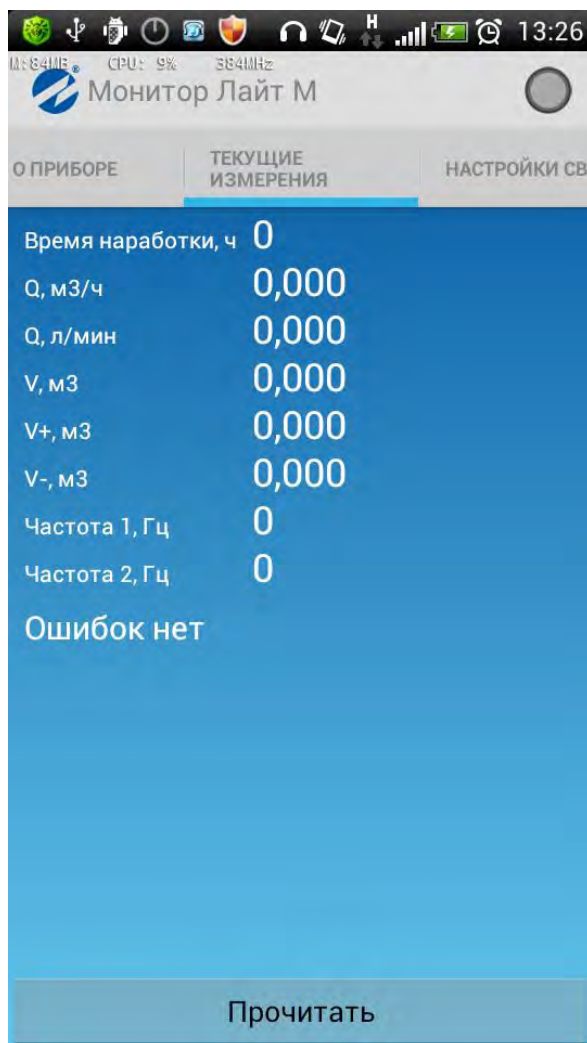 13:26
M: 84MB CPU: 9% 384MHz
Монитор Лайт М
О ПРИБОРЕ
ТЕКУЩИЕ
ИЗМЕРЕНИЯ
НАСТРОЙКИ СВ
Время наработки, ч 0
Q, м3/ч 0,000
Q, л/мин 0,000
V, м3 0,000
V+, м3 0,000
V-, м3 0,000
Частота 1, Гц 0
Частота 2, Гц 0
Ошибок нет
Прочитать